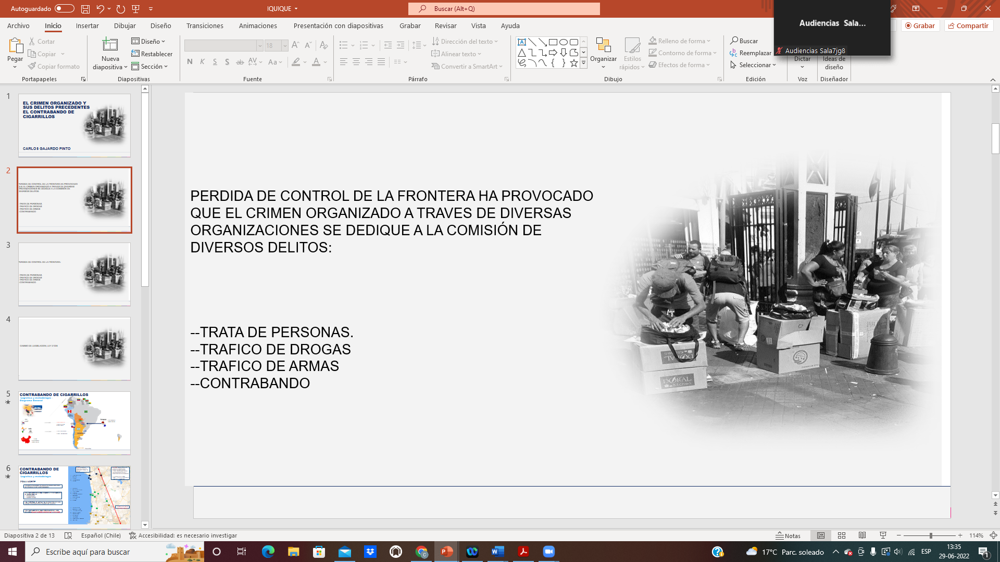 Autoguardado
IQUIQUE
Buscar (Alt+Q)
Audiencias Sala...
Audiencias Sala7jg8
Archivo
Inicio
Insertar
Dibujar
Diseño
Transiciones
Animaciones
Presentación con diapositivas
Grabar
Revisar
Vista
Ayuda
Grabar
Compartir
Pegar
Cortar
Copiar
Copiar formato
Portapapeles
Nueva
diapositiva
Diseño
Restablecer
Sección
Diapositivas
18
Fuente
Dirección del texto
Alinear texto
Convertir a SmartArt
Párrafo
Organizar
Estilos
rápidos
Relleno de forma
Contorno de forma
Efectos de forma
Dibujo
Buscar
Reemplazar
Seleccionar
Edición
Dictar
Voz
Ideas de
diseño
Diseñador
1
EL CRIMEN ORGANIZADO Y
SUS DELITOS PRECEDENTES
EL CONTRABANDO DE
CIGARRILLOS
CARLOS GAJARDO PINTO
2
3
4
5
CONTRABANDO DE CIGARRILLOS
6
CONTRABANDO DE
CIGARRILLOS
ZONA NORTE
PERDIDA DE CONTROL DE LA FRONTERA HA PROVOCADO
QUE EL CRIMEN ORGANIZADO A TRAVES DE DIVERSAS
ORGANIZACIONES SE DEDIQUE A LA COMISIÓN DE
DIVERSOS DELITOS:
--TRATA DE PERSONAS.
--TRAFICO DE DROGAS
--TRAFICO DE ARMAS
--CONTRABANDO
DORAL
Diapositiva 2 de 13
Español (Chile)
Accesibilidad: es necesario investigar
Notas
114%
Escribe aquí para buscar
17°C Parc. soleado
ESP
13:35
29-06-2022
1